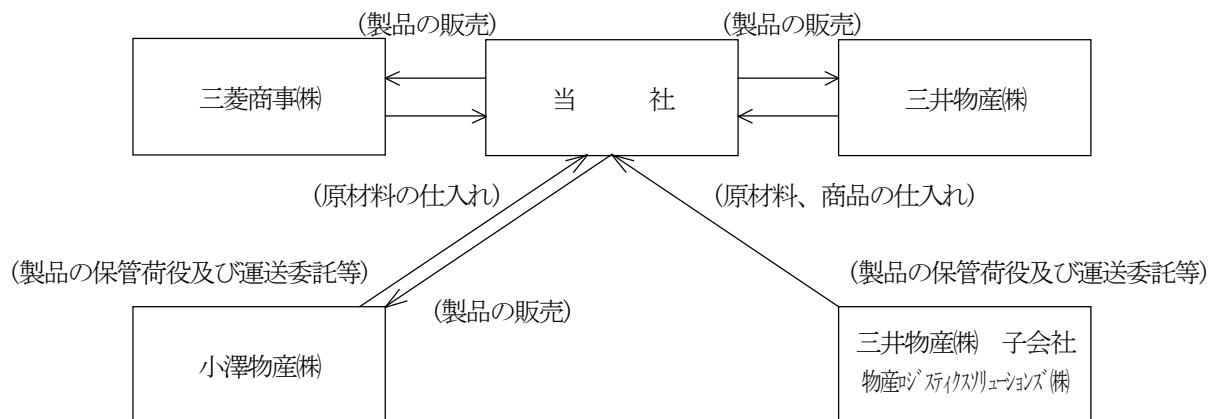 (製品の販売)
(製品の販売)
三菱商事㈱
当　　社
三井物産㈱
(原材料の仕入れ)
(原材料、商品の仕入れ)
(製品の保管荷役及び運送委託等)
(製品の保管荷役及び運送委託等)
(製品の販売)
小澤物産㈱
三井物産㈱　子会社
物産ﾛｼﾞｽﾃｨｸｽｿﾘｭｰｼｮﾝｽﾞ㈱